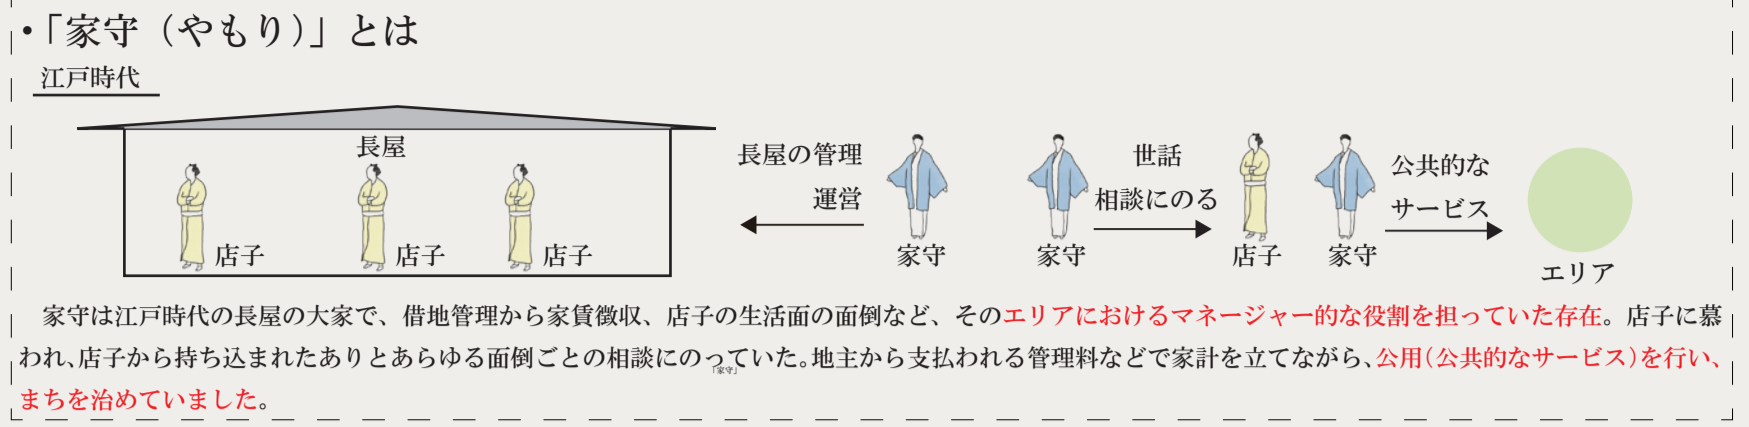 ・「家守（やもり）」とは
江戸時代
長屋
店子
店子
店子
長屋の管理
運営
家守
家守
世話
相談にのる
店子
家守
公共的な
サービス
エリア
家守は江戸時代の長屋の大家で、借地管理から家賃徴収、店子の生活面の面倒など、そのエリアにおけるマネージャー的な役割を担っていた存在。店子に慕
われ、店子から持ち込まれたありとあらゆる面倒ごとの相談にのっていた。地主から支払われる管理料などで家計を立てながら、公用（公共的なサービス）を行い、
「家守」
まちを治めていました。